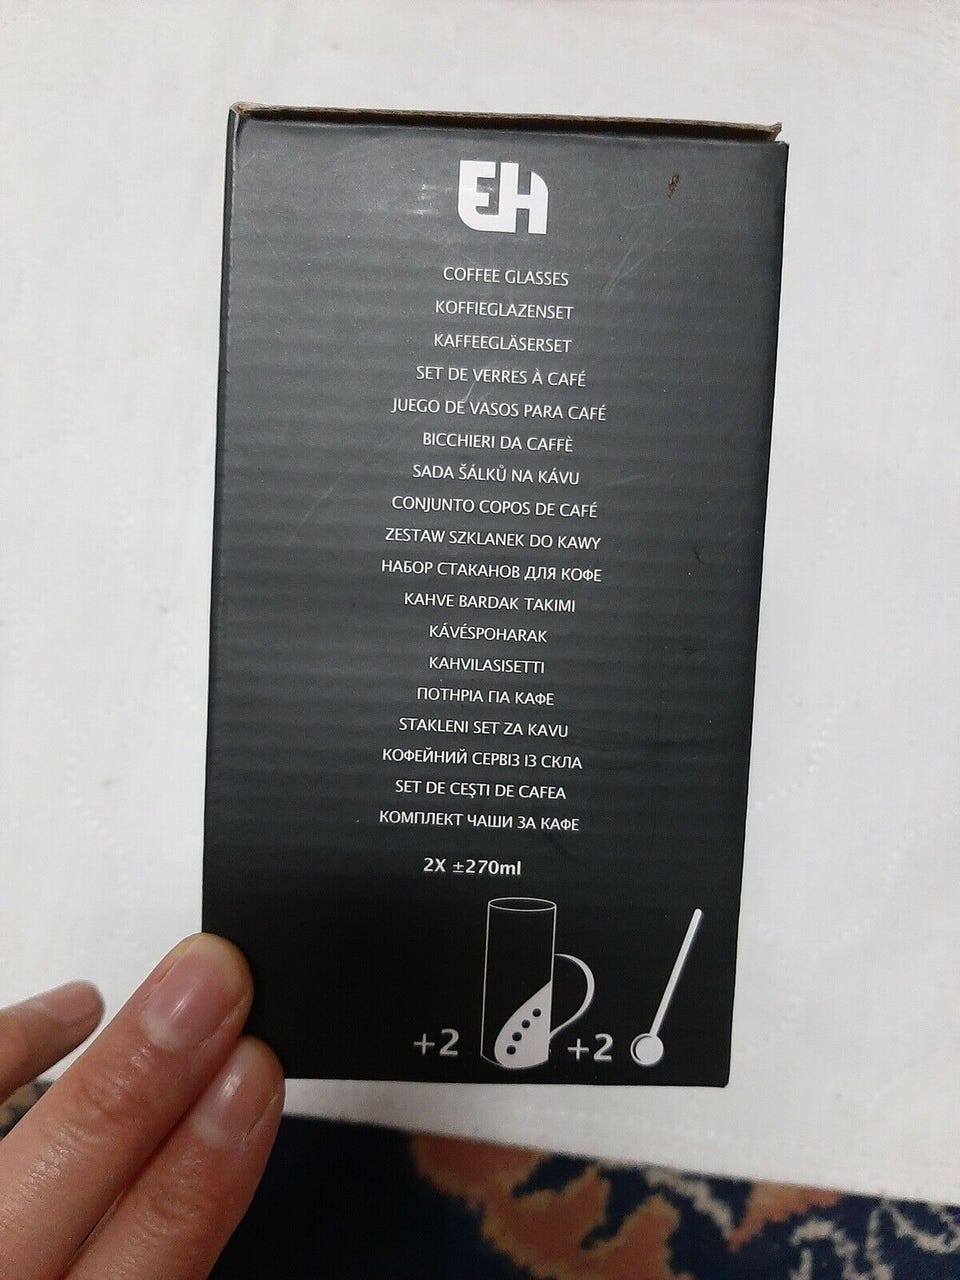 EH
COFFEE GLASSES
KOFFIEGLAZENSET
KAFFEEGLÄSERSET
SET DE VERRES À CAFÉ
JUEGO DE VASOS PARA CAFÉ
BICCHIERI DA CAFFÈ
SADA ŠÁLKŮ NA KÁVU
CONJUNTO COPOS DE CAFÉ
ZESTAW SZKLANEK DO KAWY
НАБОР СТАКАНОВ ДЛЯ КОФЕ
KAHVE BARDAK TAKIMI
KÁVÉSPOHARAK
KAHVILASISETTI
ΠΟΤΗΡΙΑ ΓΙΑ ΚΑΦΕ
STAKLENI SET ZA KAVU
КОФЕЙНИЙ СЕРВІЗ ІЗ СКЛА
SET DE CEŞTI DE CAFEA
КОМПЛЕКТ ЧАШИ ЗА КАФЕ
2X ±270ml
+2 +2